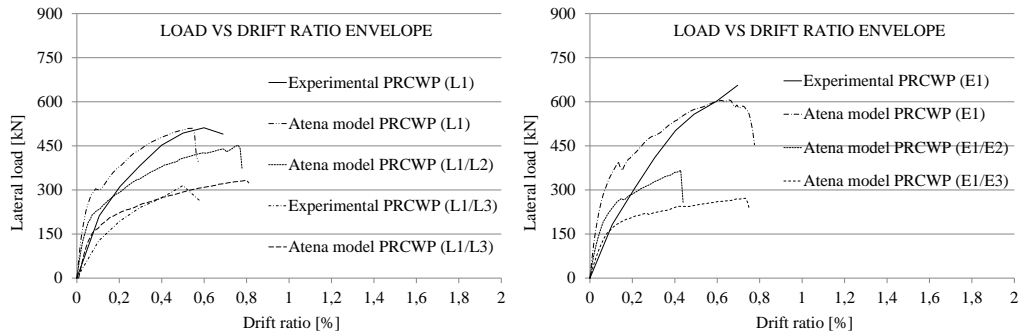 LOAD VS DRIFT RATIO ENVELOPE
Lateral load [kN]
900
750
600
450
300
150
0
Experimental PRCWP (L1)
Atena model PRCWP (L1)
Atena model PRCWP (L1/L2)
Experimental PRCWP (L1/L3)
Atena model PRCWP (L1/L3)
0 0,2 0,4 0,6 0,8 1 1,2 1,4 1,6 1,8 2
Drift ratio [%]
LOAD VS DRIFT RATIO ENVELOPE
Lateral load [kN]
900
750
600
450
300
150
0
Experimental PRCWP (E1)
Atena model PRCWP (E1)
Atena model PRCWP (E1/E2)
Atena model PRCWP (E1/E3)
0 0,2 0,4 0,6 0,8 1 1,2 1,4 1,6 1,8 2
Drift ratio [%]